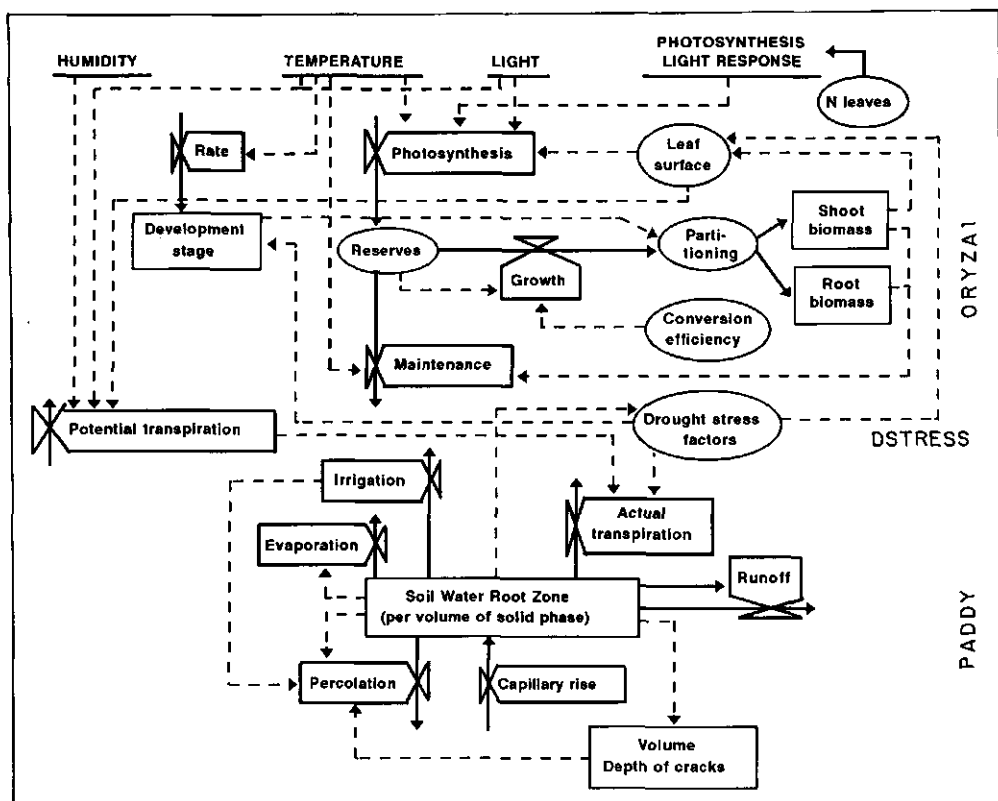 PHOTOSYNTHESIS
HUMIDITY TEMPERATURE LIGHT LIGHT RESPONSE
N leaves
Rate
Photosynthesis
Leaf
surface
Development
stage
Reserves
Growth
Parti-
tioning
Shoot
biomass
Root
biomass
Conversion
efficiency
Maintenance
ORYZA1
Potential transpiration
Drought stress
factors
DSTRESS
Irrigation
Evaporation
Actual
transpiration
Soil Water Root Zone
(per volume of solid phase)
Runoff
Percolation
Capillary rise
Volume
Depth of cracks
PADDY